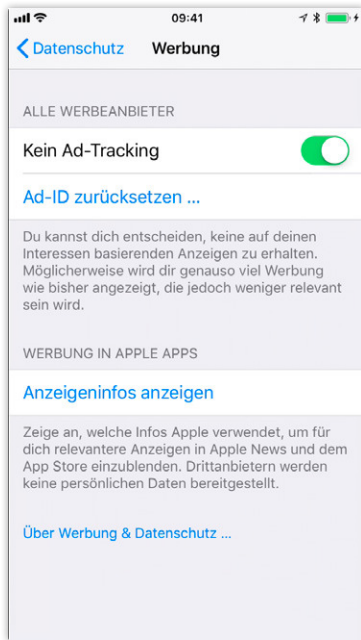 09:41
Datenschutz Werbung
ALLE WERBEANBIETER
Kein Ad-Tracking
Ad-ID zurücksetzen ...
Du kannst dich entscheiden, keine auf deinen
Interessen basierenden Anzeigen zu erhalten.
Möglicherweise wird dir genauso viel Werbung
wie bisher angezeigt, die jedoch weniger relevant
sein wird.
WERBUNG IN APPLE APPS
Anzeigeninfos anzeigen
Zeige an, welche Infos Apple verwendet, um für
dich relevantere Anzeigen in Apple News und dem
App Store einzublenden. Drittanbietern werden
keine persönlichen Daten bereitgestellt.
Über Werbung & Datenschutz ...